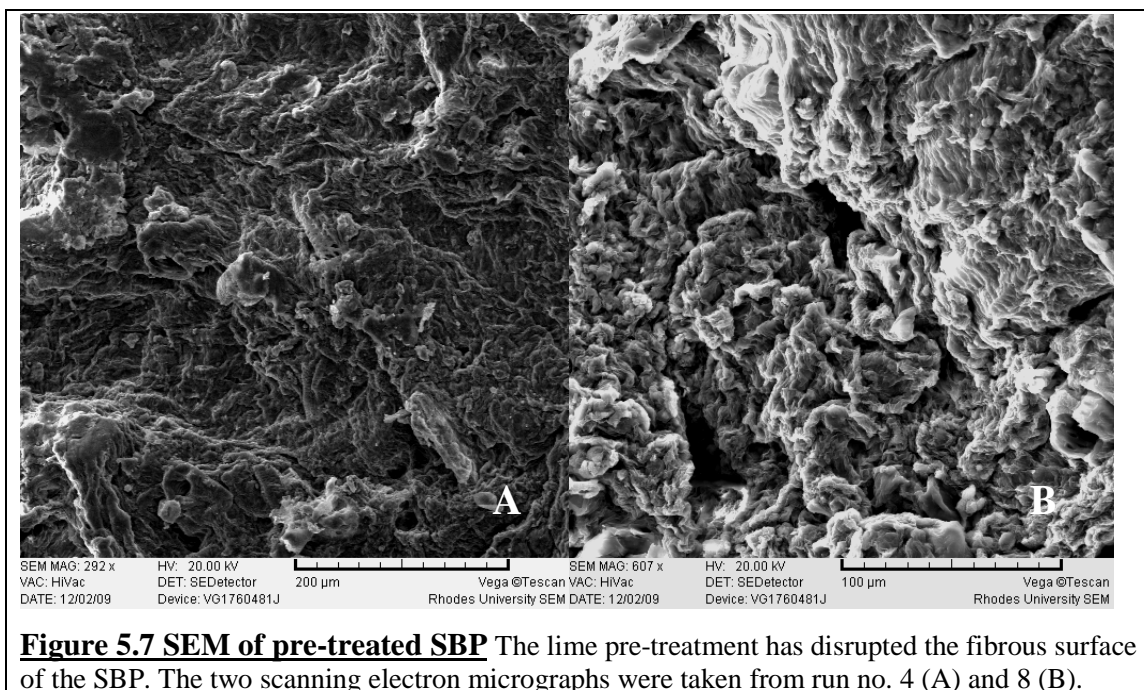 A
B
SEM MAG: 292 x HV: 20.00 kV
VAC: HiVac DET: SEDetector 200 µm Vega ©Tescan
DATE: 12/02/09 Device: VG1760481J Rhodes University SEM
SEM MAG: 607 x HV: 20.00 kV
VAC: HiVac DET: SEDetector 100 µm Vega ©Tescan
DATE: 12/02/09 Device: VG1760481J Rhodes University SEM
Figure 5.7 SEM of pre-treated SBP The lime pre-treatment has disrupted the fibrous surface
of the SBP. The two scanning electron micrographs were taken from run no. 4 (A) and 8 (B).